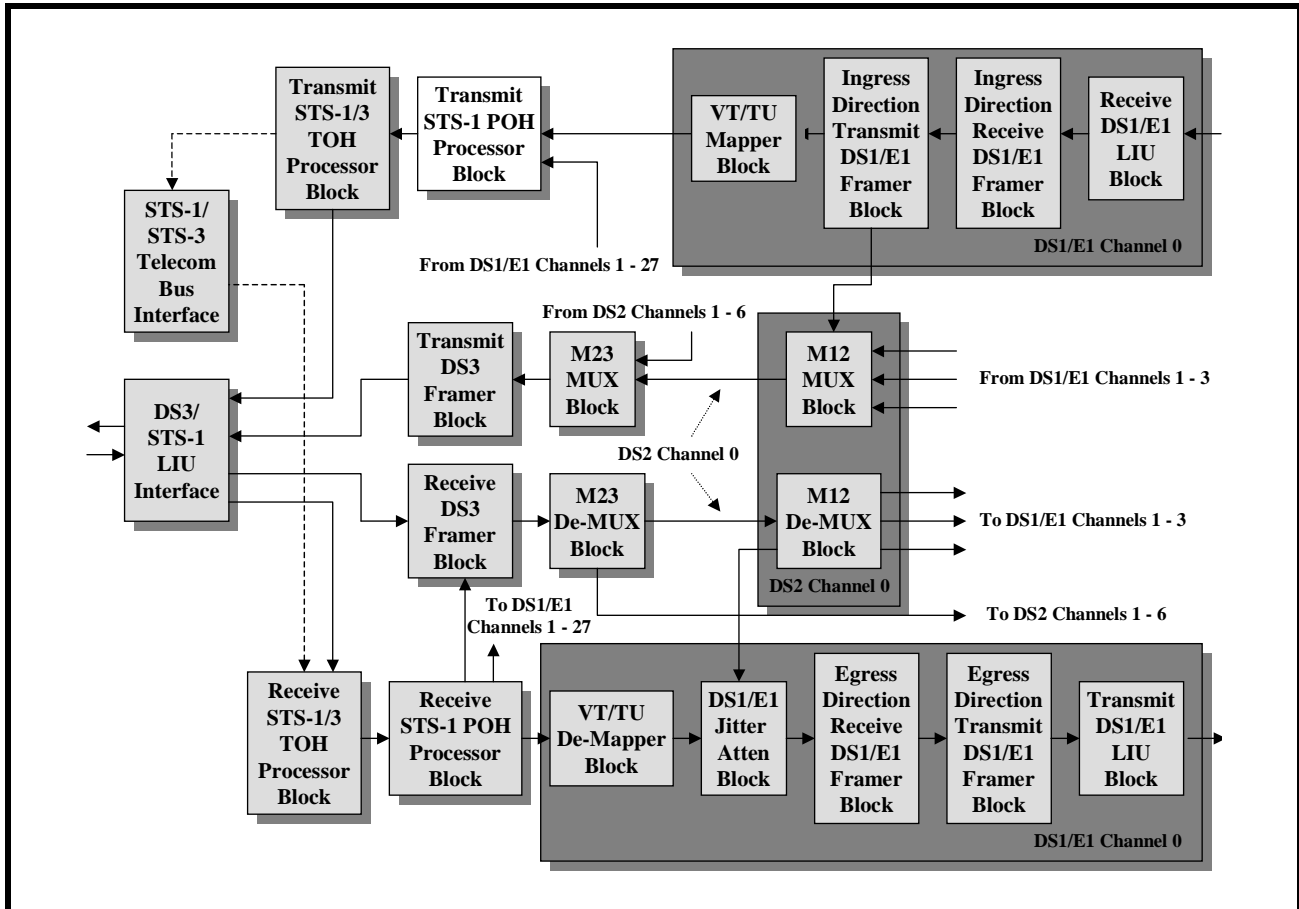 Transmit
STS-1/3
TOH
Processor
Block
Transmit
STS-1 POH
Processor
Block
VT/TU
Mapper
Block
Ingress
Direction
Transmit
DS1/E1
Framer
Block
Ingress
Direction
Receive
DS1/E1
Framer
Block
Receive
DS1/E1
LIU
Block
DS1/E1 Channel 0
STS-1/
STS-3
Telecom
Bus
Interface
From DS1/E1 Channels 1 - 27
From DS2 Channels 1 - 6
Transmit
DS3
Framer
Block
M23
MUX
Block
M12
MUX
Block
From DS1/E1 Channels 1 - 3
DS3/
STS-1
LIU
Interface
DS2 Channel 0
Receive
DS3
Framer
Block
M23
De-MUX
Block
M12
De-MUX
Block
To DS1/E1 Channels 1 - 3
DS2 Channel 0
To DS1/E1
Channels 1 - 27
To DS2 Channels 1 - 6
Receive
STS-1/3
TOH
Processor
Block
Receive
STS-1 POH
Processor
Block
VT/TU
De-Mapper
Block
DS1/E1
Jitter
Atten
Block
Egress
Direction
Receive
DS1/E1
Framer
Block
Egress
Direction
Transmit
DS1/E1
Framer
Block
Transmit
DS1/E1
LIU
Block
DS1/E1 Channel 0